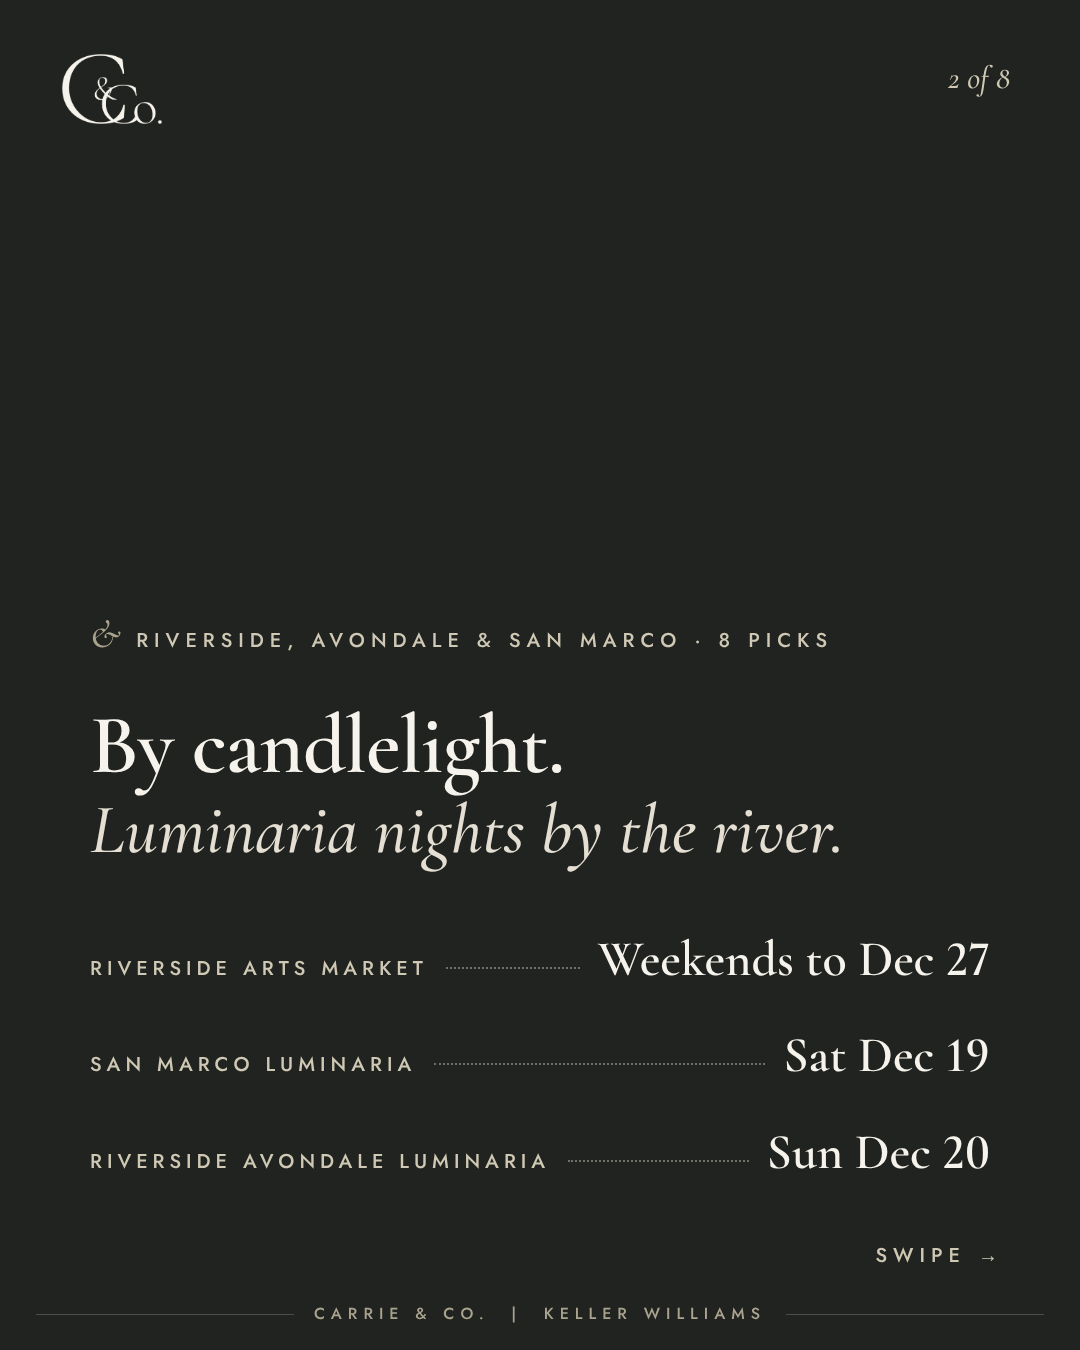 C&Co.
2 of 8
& RIVERSIDE, AVONDALE & SAN MARCO · 8 PICKS
By candlelight.
Luminaria nights by the river.
RIVERSIDE ARTS MARKET Weekends to Dec 27
SAN MARCO LUMINARIA Sat Dec 19
RIVERSIDE AVONDALE LUMINARIA Sun Dec 20
SWIPE →
CARRIE & CO. | KELLER WILLIAMS